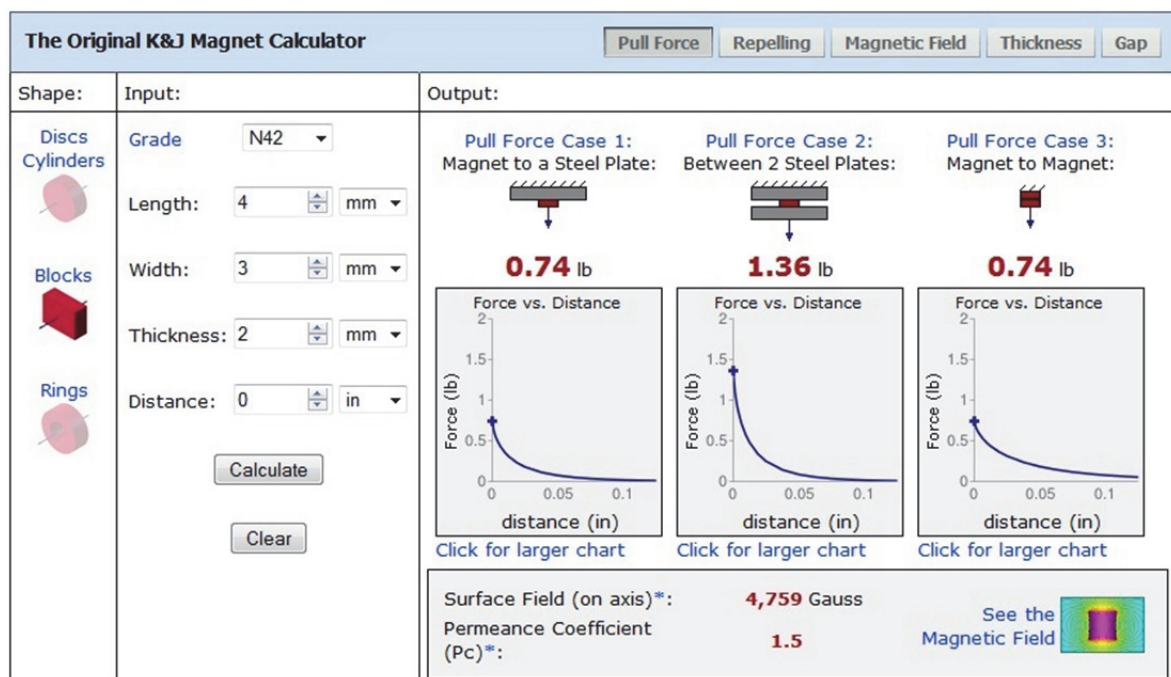 The Original K&J Magnet Calculator
Pull Force Repelling Magnetic Field Thickness Gap
Shape: Input: Output:
Discs
Cylinders
Blocks
Rings
Grade N42
Length: 4 mm
Width: 3 mm
Thickness: 2 mm
Distance: 0 in
Calculate
Clear
Pull Force Case 1:
Magnet to a Steel Plate:
0.74 lb
Force vs. Distance
Force (lb)
2
1.5
1
0.5
0
0 0.05 0.1
distance (in)
Click for larger chart
Pull Force Case 2:
Between 2 Steel Plates:
1.36 lb
Force vs. Distance
Force (lb)
2
1.5
1
0.5
0
0 0.05 0.1
distance (in)
Click for larger chart
Pull Force Case 3:
Magnet to Magnet:
0.74 lb
Force vs. Distance
Force (lb)
2
1.5
1
0.5
0
0 0.05 0.1
distance (in)
Click for larger chart
Surface Field (on axis)*: 4,759 Gauss
Permeance Coefficient
(Pc)*: 1.5
See the
Magnetic Field